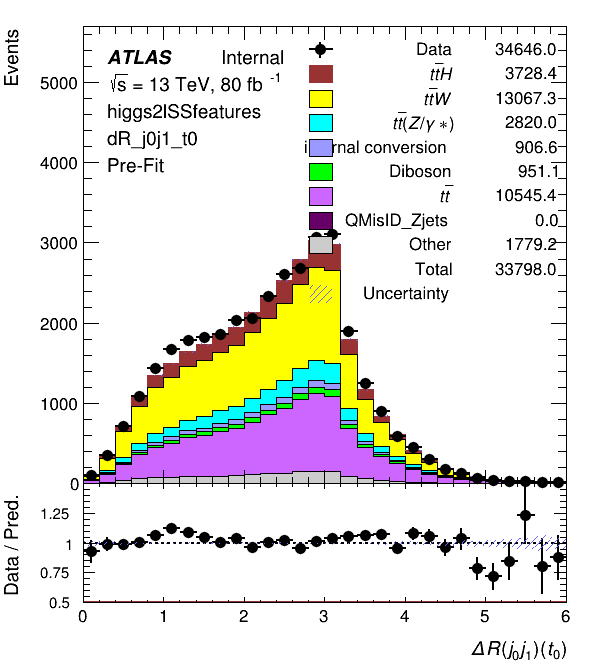 Events
ATLAS Internal
√s = 13 TeV, 80 fb⁻¹
higgs2lSSfeatures
dR_j0j1_t0
Pre-Fit
Data 34646.0
tt̄H 3728.4
tt̄W 13067.3
tt̄(Z/γ*) 2820.0
conversion 906.6
Diboson 951.1
tt̄ 10545.4
QMisID_Zjets 0.0
Other 1779.2
Total 33798.0
Uncertainty
5000
4000
3000
2000
1000
0
Data / Pred.
1.25
1
0.75
0.5
0 1 2 3 4 5 6
ΔR(j₀j₁)(t₀)